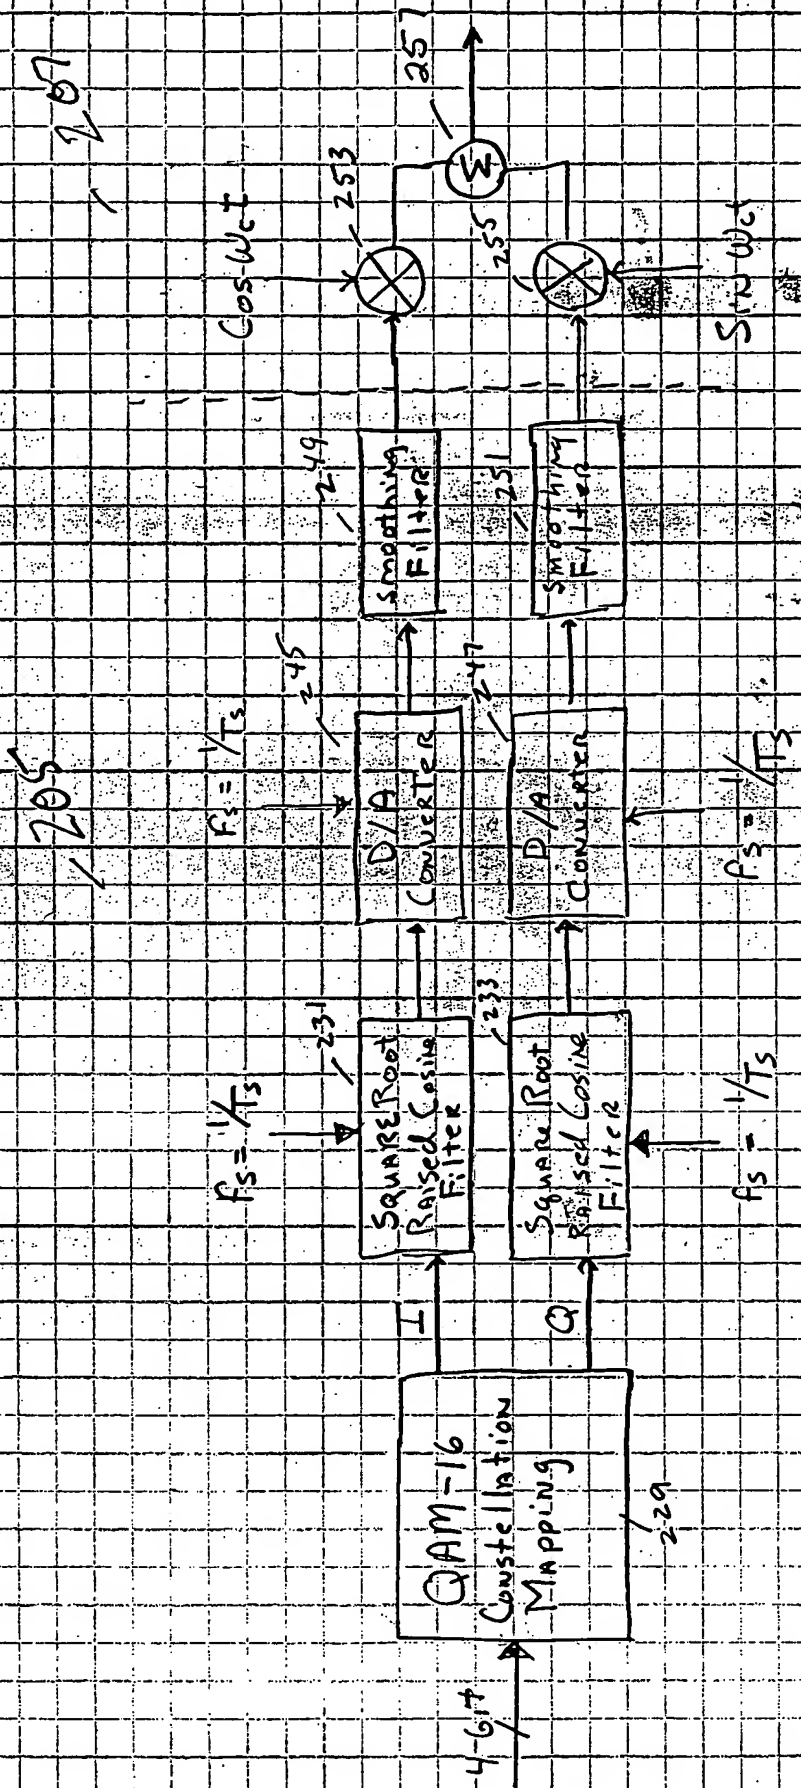 4-bit
QAM-16
Constellation
Mapping
229
I
Q
fs = 1/Ts
231
SQUARE Root
Raised Cosine
Filter
233
Square Root
Raised Cosine
Filter
fs = 1/Ts
205
fs = 1/Ts
245
D/A
Converter
247
D/A
Converter
fs = 1/Ts
249
Smoothing
Filter
251
Smoothing
Filter
207
Cos Wct
253
255
Sin Wct
Σ
257